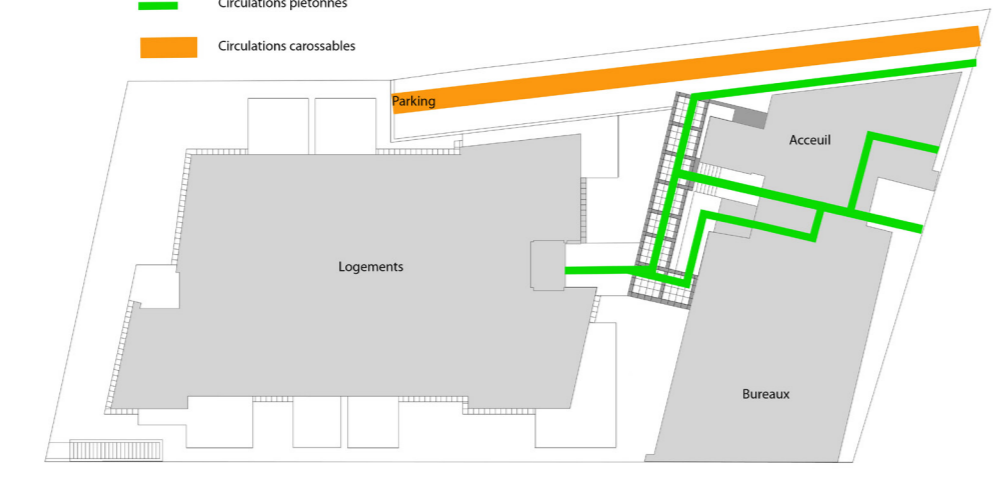 Circulations piétonnes
Circulations carossables
Parking
Acceuil
Logements
Bureaux